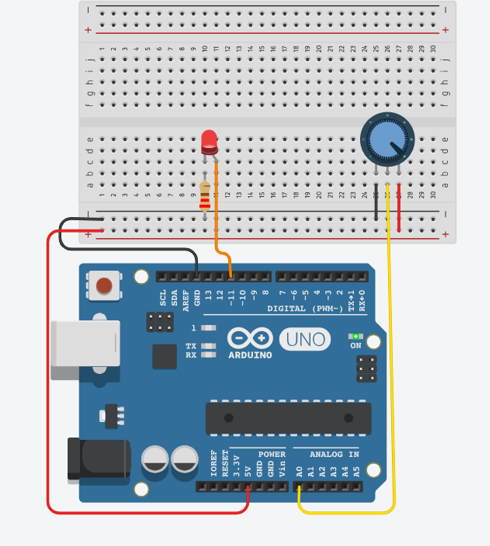 − −
+ +
1 2 3 4 5 6 7 8 9 10 11 12 13 14 15 16 17 18 19 20 21 22 23 24 25 26 27 28 29 30
j j
i i
h h
g g
f f
e e
d d
c c
b b
a a
1 2 3 4 5 6 7 8 9 10 11 12 13 14 15 16 17 18 19 20 21 22 23 24 25 26 27 28 29 30
− −
+ +
SCL SDA AREF GND 13 12 ~11 ~10 ~9 8 7 ~6 ~5 4 ~3 2 TX→1 RX←0
DIGITAL (PWM~)
1
TX
RX
UNO
ARDUINO
ON
POWER ANALOG IN
IOREF RESET 3.3V 5V GND GND Vin A0 A1 A2 A3 A4 A5